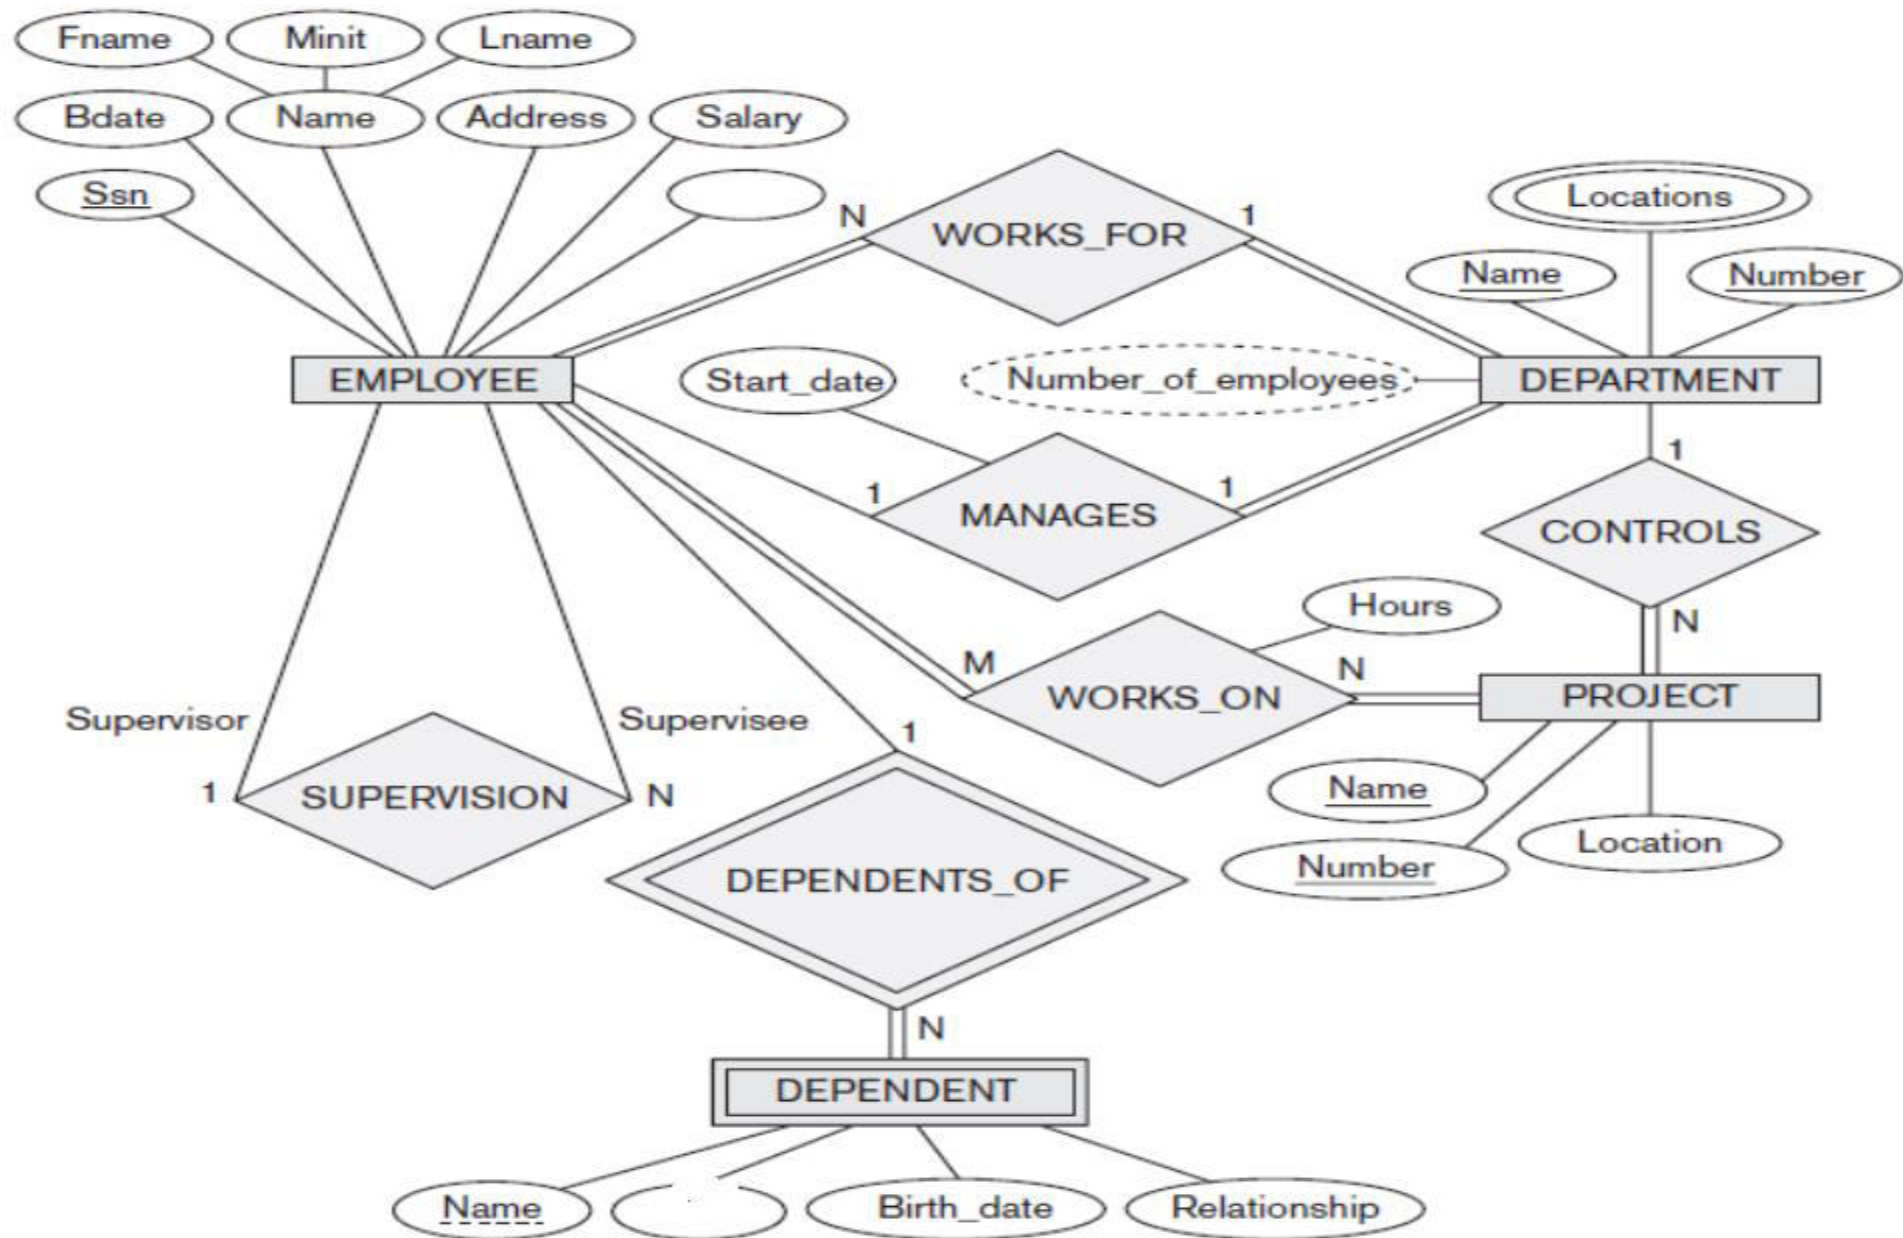 Fname
Minit
Lname
Bdate
Name
Address
Salary
Ssn
N
WORKS_FOR
1
Locations
Name
Number
EMPLOYEE
Start_date
Number_of_employees
DEPARTMENT
1
MANAGES
1
1
CONTROLS
N
Hours
M
WORKS_ON
N
PROJECT
Supervisor
Supervisee
1
SUPERVISION
N
1
Name
Number
Location
DEPENDENTS_OF
N
DEPENDENT
Name
Birth_date
Relationship